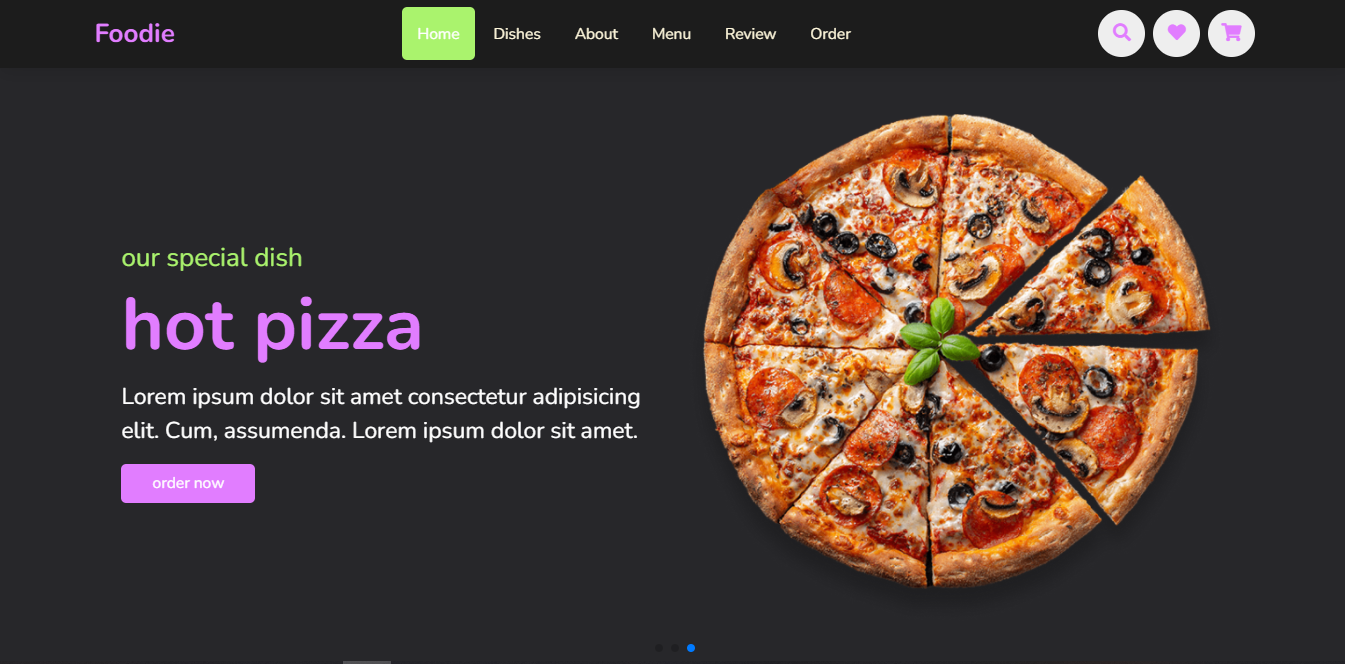 Foodie
Home Dishes About Menu Review Order
our special dish
hot pizza
Lorem ipsum dolor sit amet consectetur adipisicing
elit. Cum, assumenda. Lorem ipsum dolor sit amet.
order now